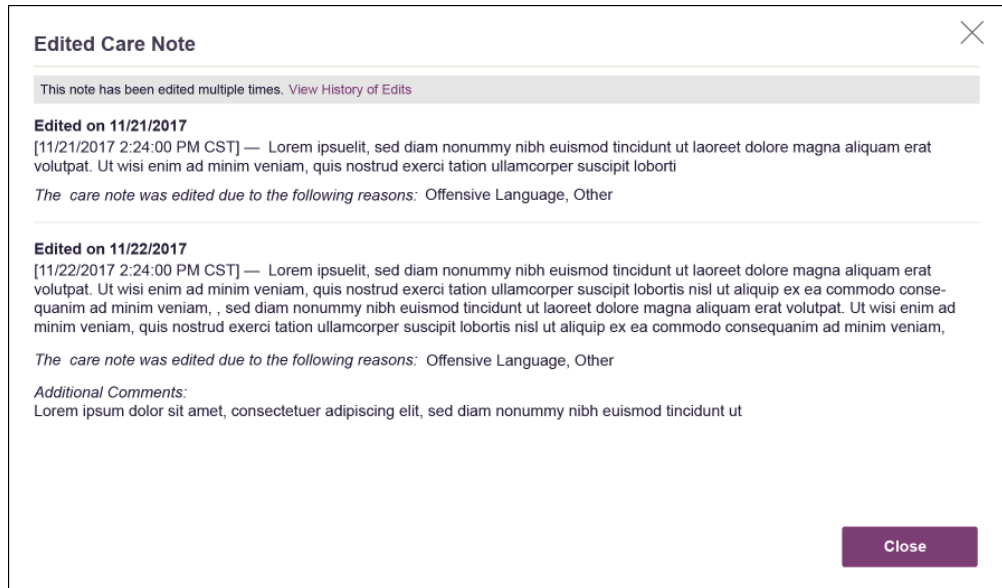 Edited Care Note
This note has been edited multiple times. View History of Edits
Edited on 11/21/2017
[11/21/2017 2:24:00 PM CST] — Lorem ipsuelit, sed diam nonummy nibh euismod tincidunt ut laoreet dolore magna aliquam erat
volutpat. Ut wisi enim ad minim veniam, quis nostrud exerci tation ullamcorper suscipit loborti
The care note was edited due to the following reasons: Offensive Language, Other
Edited on 11/22/2017
[11/22/2017 2:24:00 PM CST] — Lorem ipsuelit, sed diam nonummy nibh euismod tincidunt ut laoreet dolore magna aliquam erat
volutpat. Ut wisi enim ad minim veniam, quis nostrud exerci tation ullamcorper suscipit lobortis nisl ut aliquip ex ea commodo conse-
quanim ad minim veniam, , sed diam nonummy nibh euismod tincidunt ut laoreet dolore magna aliquam erat volutpat. Ut wisi enim ad
minim veniam, quis nostrud exerci tation ullamcorper suscipit lobortis nisl ut aliquip ex ea commodo consequanim ad minim veniam,
The care note was edited due to the following reasons: Offensive Language, Other
Additional Comments:
Lorem ipsum dolor sit amet, consectetuer adipiscing elit, sed diam nonummy nibh euismod tincidunt ut
Close